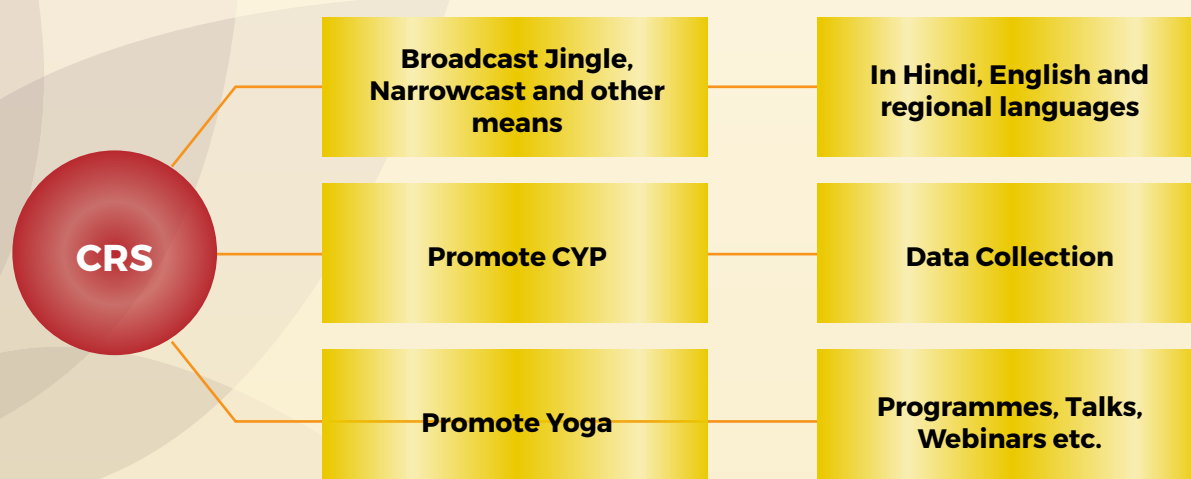 CRS
Broadcast Jingle,
Narrowcast and other
means
In Hindi, English and
regional languages
Promote CYP
Data Collection
Promote Yoga
Programmes, Talks,
Webinars etc.